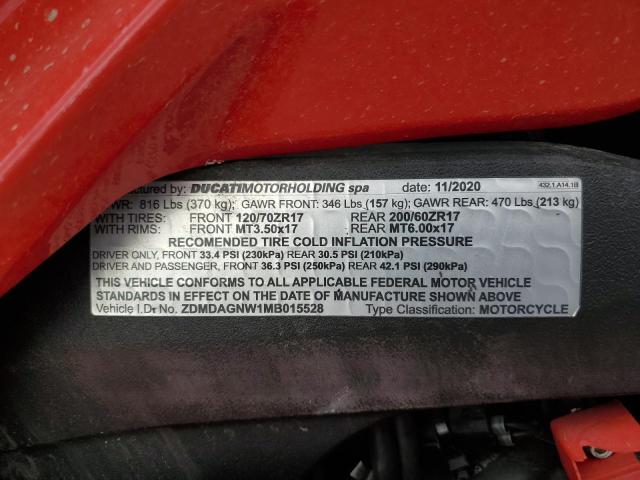 by: DUCATIMOTORHOLDING spa date: 11/2020 432.1.A14.1B
816 Lbs (370 kg); GAWR FRONT: 346 Lbs (157 kg); GAWR REAR: 470 Lbs (213 kg)
WITH TIRES: FRONT 120/70ZR17 REAR 200/60ZR17
WITH RIMS: FRONT MT3.50x17 REAR MT6.00x17
RECOMENDED TIRE COLD INFLATION PRESSURE
DRIVER ONLY, FRONT 33.4 PSI (230kPa) REAR 30.5 PSI (210kPa)
DRIVER AND PASSENGER, FRONT 36.3 PSI (250kPa) REAR 42.1 PSI (290kPa)
THIS VEHICLE CONFORMS TO ALL APPLICABLE FEDERAL MOTOR VEHICLE
STANDARDS IN EFFECT ON THE DATE OF MANUFACTURE SHOWN ABOVE
Vehicle I.D. No. ZDMDAGNW1MB015528 Type Classification: MOTORCYCLE